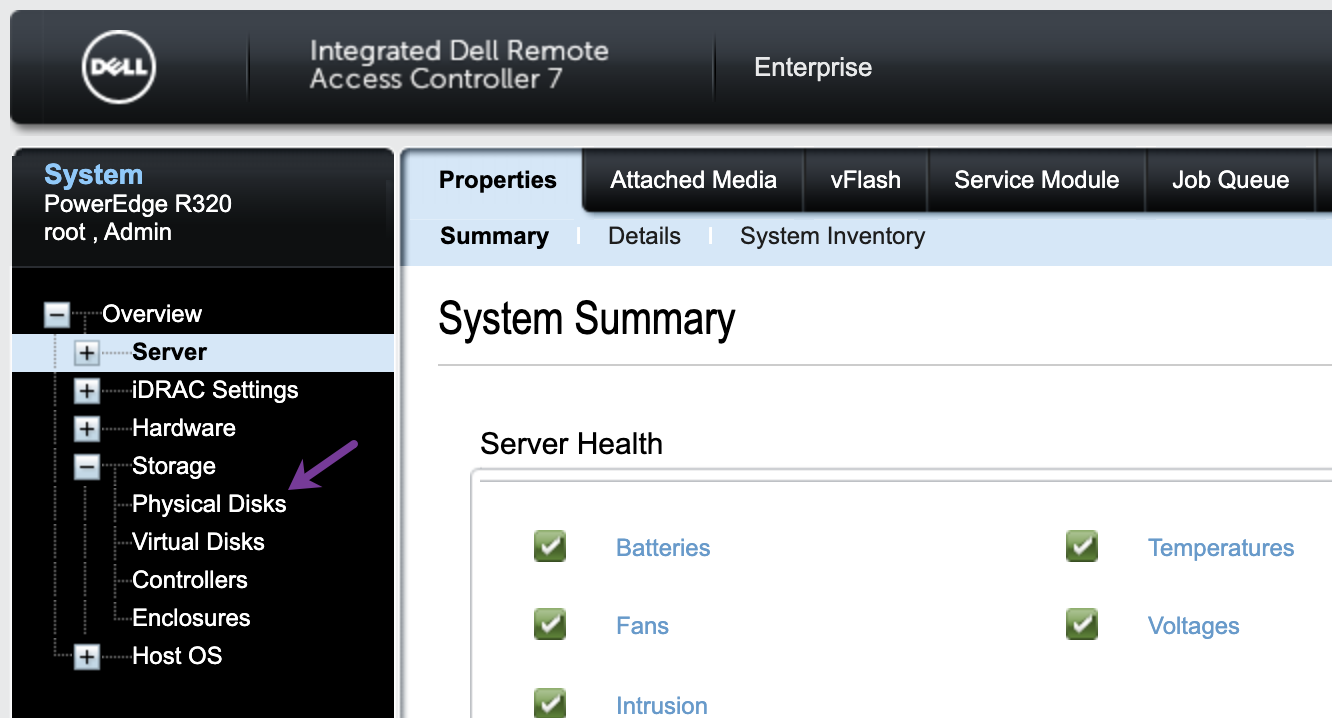 DELL
Integrated Dell Remote
Access Controller 7
Enterprise
System
PowerEdge R320
root , Admin
Overview
Server
iDRAC Settings
Hardware
Storage
Physical Disks
Virtual Disks
Controllers
Enclosures
Host OS
Properties
Attached Media
vFlash
Service Module
Job Queue
Summary
Details
System Inventory
System Summary
Server Health
Batteries
Temperatures
Fans
Voltages
Intrusion